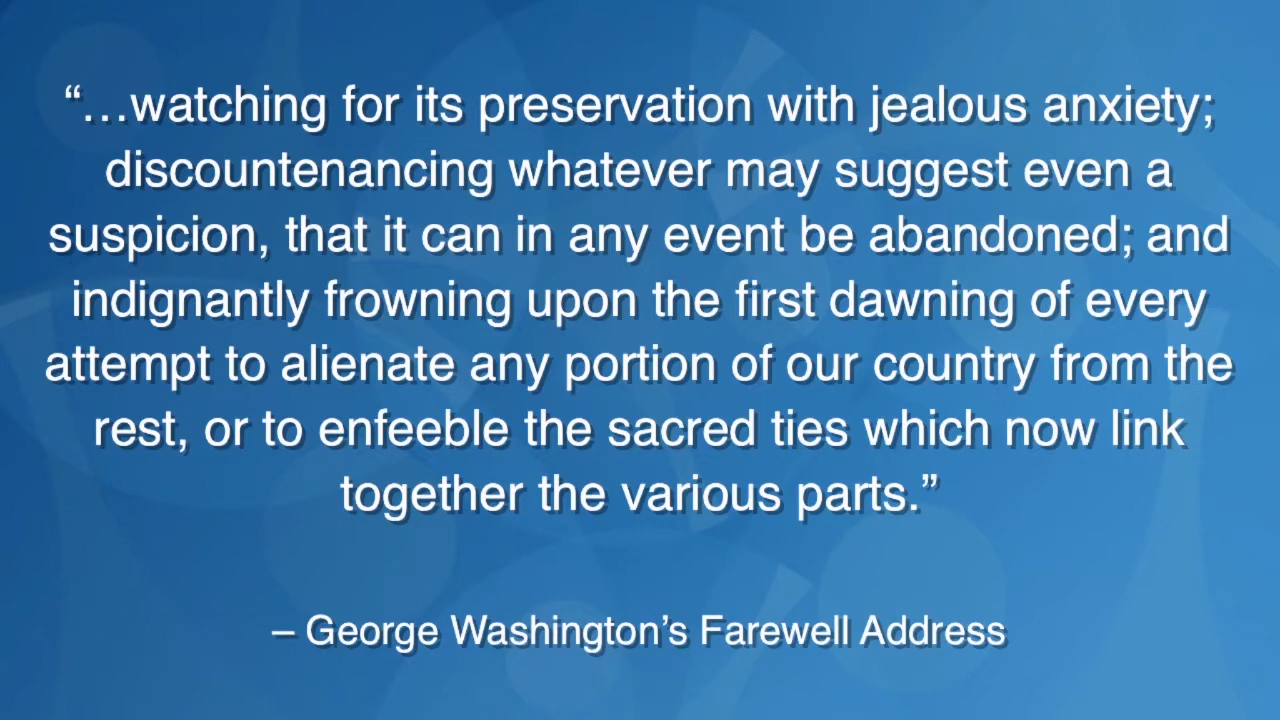 “…watching for its preservation with jealous anxiety;
discountenancing whatever may suggest even a
suspicion, that it can in any event be abandoned; and
indignantly frowning upon the first dawning of every
attempt to alienate any portion of our country from the
rest, or to enfeeble the sacred ties which now link
together the various parts.”
– George Washington’s Farewell Address